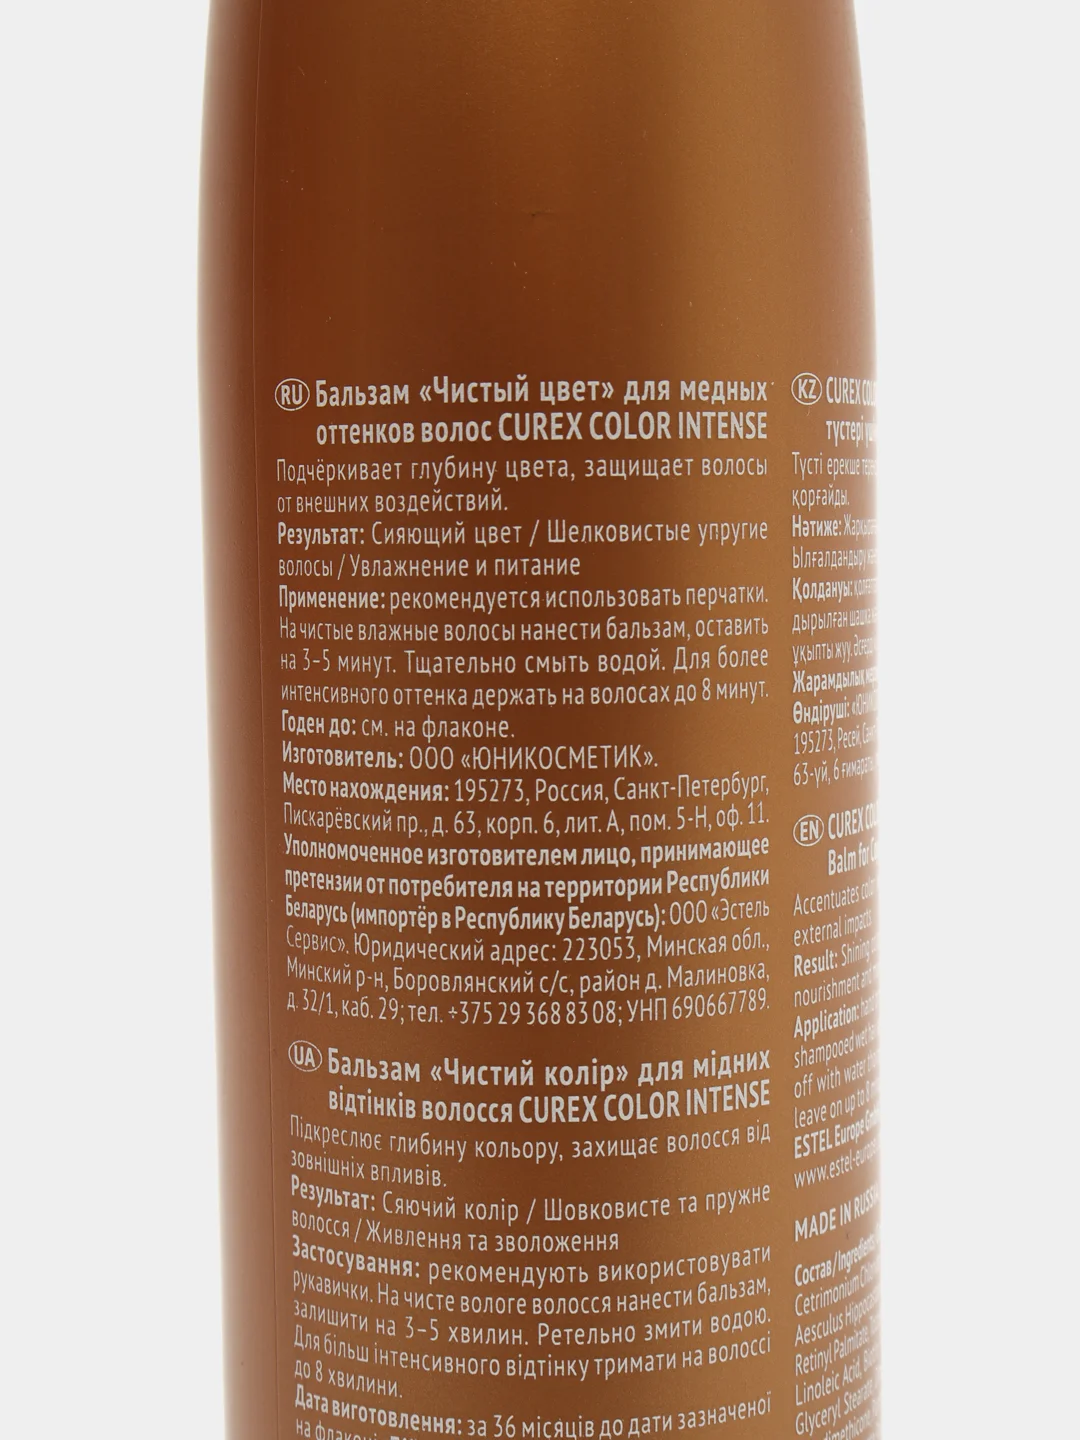 RU Бальзам «Чистый цвет» для медных
оттенков волос CUREX COLOR INTENSE
Подчёркивает глубину цвета, защищает волосы
от внешних воздействий.
Результат: Сияющий цвет / Шелковистые упругие
волосы / Увлажнение и питание
Применение: рекомендуется использовать перчатки.
На чистые влажные волосы нанести бальзам, оставить
на 3–5 минут. Тщательно смыть водой. Для более
интенсивного оттенка держать на волосах до 8 минут.
Годен до: см. на флаконе.
Изготовитель: ООО «ЮНИКОСМЕТИК».
Место нахождения: 195273, Россия, Санкт-Петербург,
Пискарёвский пр., д. 63, корп. 6, лит. А, пом. 5-Н, оф. 11.
Уполномоченное изготовителем лицо, принимающее
претензии от потребителя на территории Республики
Беларусь (импортёр в Республику Беларусь): ООО «Эстель
Сервис». Юридический адрес: 223053, Минская обл.,
Минский р-н, Боровлянский с/с, район д. Малиновка,
д. 32/1, каб. 29; тел. +375 29 368 83 08; УНП 690667789.
UA Бальзам «Чистий колір» для мідних
відтінків волосся CUREX COLOR INTENSE
Підкреслює глибину кольору, захищає волосся від
зовнішніх впливів.
Результат: Сяючий колір / Шовковисте та пружне
волосся / Живлення та зволоження
Застосування: рекомендують використовувати
рукавички. На чисте вологе волосся нанести бальзам,
залишити на 3–5 хвилин. Ретельно змити водою.
Для більш інтенсивного відтінку тримати на волоссі
до 8 хвилини.
Дата виготовлення: за 36 місяців до дати зазначеної
на
KZ CUREX
түстері
Түсті ерекше
қорғайды.
Нәтиже:
Ылғалдандыру
Қолдануы:
дырылған шашқа
ұқыпты жуу.
Жарамдылық
Өндіруші:
195273, Ресей,
63-үй, 6
EN CUREX
Balm for
Accentuates
external impacts
Result: Shining
nourishment and
Application:
shampooed wet
off with water
leave on up to 8
ESTEL Europe
www.estel-europe
MADE IN RUSSIA
Состав/Ingredients
Cetrimonium
Aesculus
Retinyl Palmitate,
Linoleic Acid,
Glyceryl Stearate,